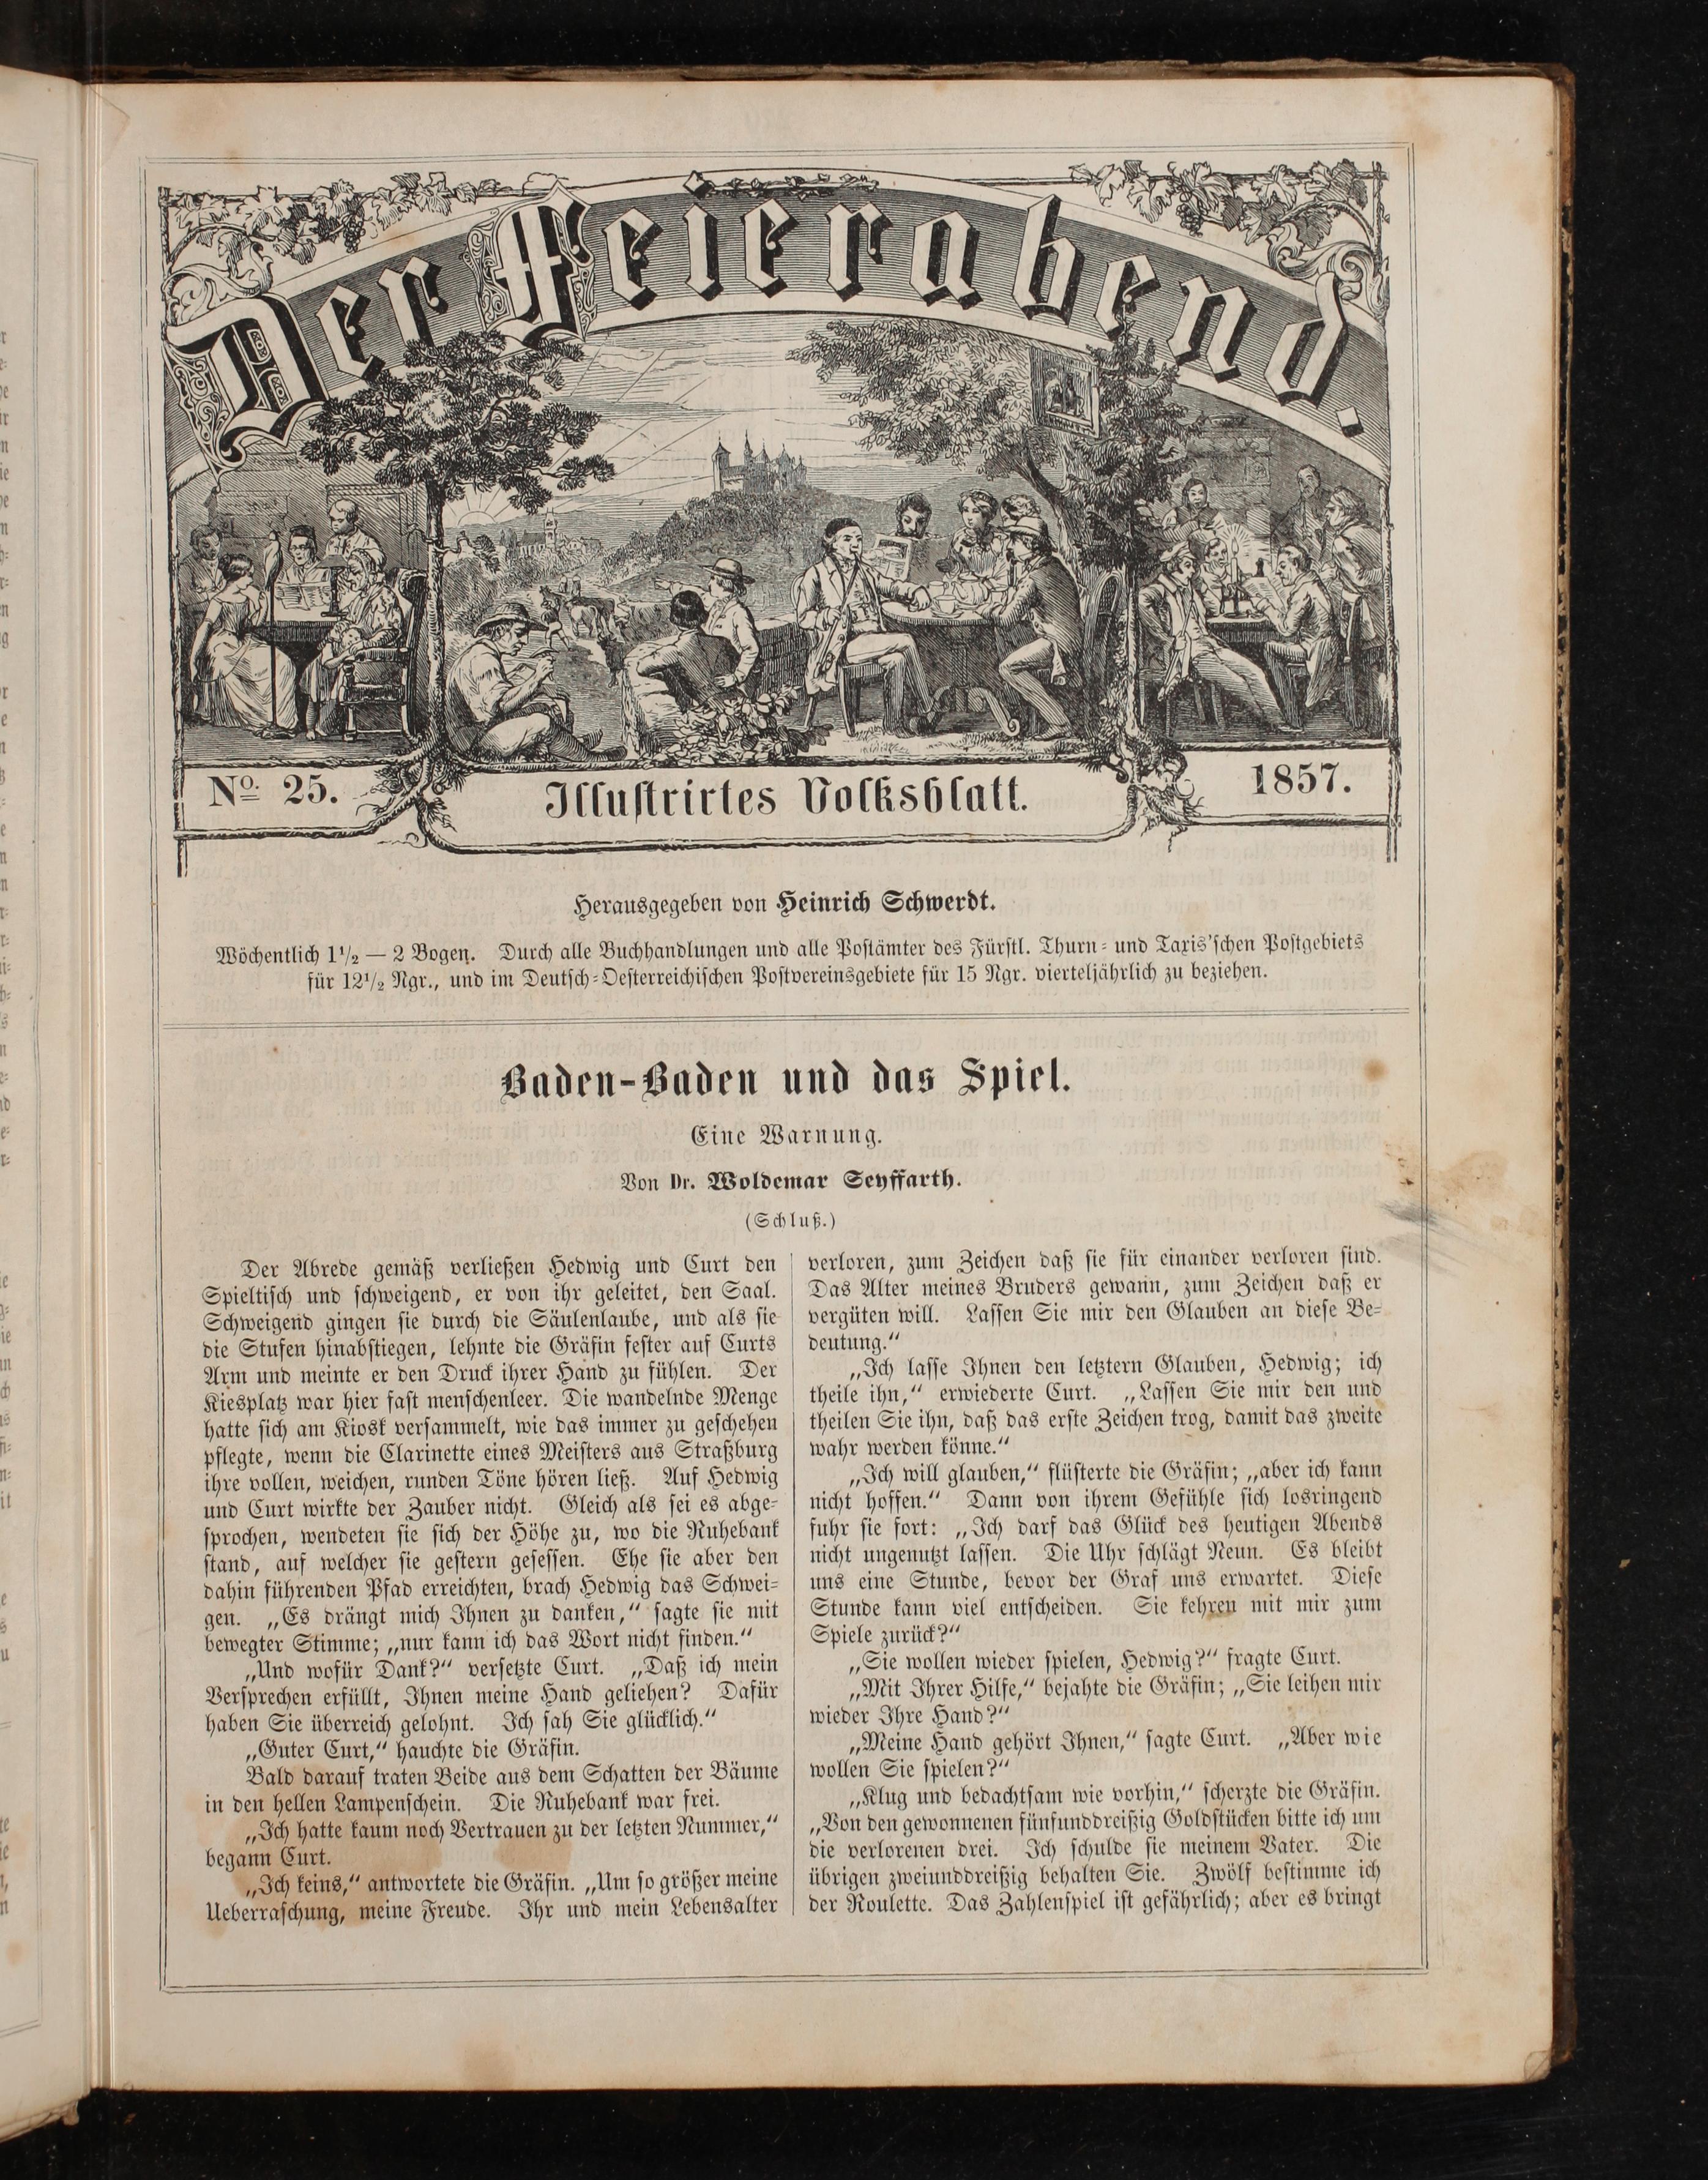 Der Feierabend.
No. 25.
Illustrirtes Volksblatt.
1857.
Herausgegeben von Heinrich Schwerdt.
Wöchentlich 1½ — 2 Bogen. Durch alle Buchhandlungen und alle Postämter des Fürstl. Thurn- und Taxis'schen Postgebiets
für 12½ Ngr., und im Deutsch-Oesterreichischen Postvereinsgebiete für 15 Ngr. vierteljährlich zu beziehen.
Baden-Baden und das Spiel.
Eine Warnung.
Von Dr. Woldemar Seyffarth.
(Schluß.)
Der Abrede gemäß verließen Hedwig und Curt den
Spieltisch und schweigend, er von ihr geleitet, den Saal.
Schweigend gingen sie durch die Säulenlaube, und als sie
die Stufen hinabstiegen, lehnte die Gräfin fester auf Curts
Arm und meinte er den Druck ihrer Hand zu fühlen. Der
Kiesplatz war hier fast menschenleer. Die wandelnde Menge
hatte sich am Kiosk versammelt, wie das immer zu geschehen
pflegte, wenn die Clarinette eines Meisters aus Straßburg
ihre vollen, weichen, runden Töne hören ließ. Auf Hedwig
und Curt wirkte der Zauber nicht. Gleich als sei es abge-
sprochen, wendeten sie sich der Höhe zu, wo die Ruhebank
stand, auf welcher sie gestern gesessen. Ehe sie aber den
dahin führenden Pfad erreichten, brach Hedwig das Schwei-
gen. „Es drängt mich Ihnen zu danken,“ sagte sie mit
bewegter Stimme; „nur kann ich das Wort nicht finden.“
„Und wofür Dank?“ versetzte Curt. „Daß ich mein
Versprechen erfüllt, Ihnen meine Hand geliehen? Dafür
haben Sie überreich gelohnt. Ich sah Sie glücklich.“
„Guter Curt,“ hauchte die Gräfin.
Bald darauf traten Beide aus dem Schatten der Bäume
in den hellen Lampenschein. Die Ruhebank war frei.
„Ich hatte kaum noch Vertrauen zu der letzten Nummer,“
begann Curt.
„Ich keins,“ antwortete die Gräfin. „Um so größer meine
Ueberraschung, meine Freude. Ihr und mein Lebensalter
verloren, zum Zeichen daß sie für einander verloren sind.
Das Alter meines Bruders gewann, zum Zeichen daß er
vergüten will. Lassen Sie mir den Glauben an diese Be-
deutung.“
„Ich lasse Ihnen den letztern Glauben, Hedwig; ich
theile ihn,“ erwiederte Curt. „Lassen Sie mir den und
theilen Sie ihn, daß das erste Zeichen trog, damit das zweite
wahr werden könne.“
„Ich will glauben,“ flüsterte die Gräfin; „aber ich kann
nicht hoffen.“ Dann von ihrem Gefühle sich losringend
fuhr sie fort: „Ich darf das Glück des heutigen Abends
nicht ungenutzt lassen. Die Uhr schlägt Neun. Es bleibt
uns eine Stunde, bevor der Graf uns erwartet. Diese
Stunde kann viel entscheiden. Sie kehren mit mir zum
Spiele zurück?“
„Sie wollen wieder spielen, Hedwig?“ fragte Curt.
„Mit Ihrer Hilfe,“ bejahte die Gräfin; „Sie leihen mir
wieder Ihre Hand?“
„Meine Hand gehört Ihnen,“ sagte Curt. „Aber wie
wollen Sie spielen?“
„Klug und bedachtsam wie vorhin,“ scherzte die Gräfin.
„Von den gewonnenen fünfunddreißig Goldstücken bitte ich um
die verlorenen drei. Ich schulde sie meinem Vater. Die
übrigen zweiunddreißig behalten Sie. Zwölf bestimme ich
der Roulette. Das Zahlenspiel ist gefährlich; aber es bringt